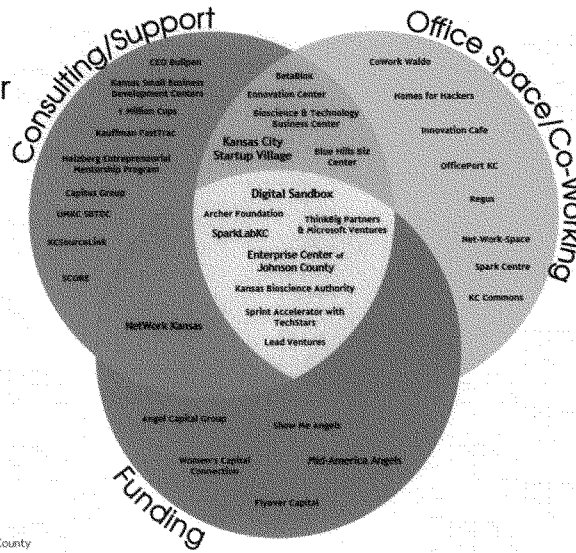 Consulting/Support
Office Space/Co-Working
Funding
CEO Bullpen
Kansas Small Business
Development Centers
1 Million Cups
Kauffman FastTrac
Helzberg Entrepreneurial
Mentorship Program
Capitus Group
UMKC SBTDC
KCSourceLink
SCORE
NetWork Kansas
BetaBlox
Ennovation Center
Bioscience & Technology
Business Center
Kansas City
Startup Village
Blue Hills Biz
Center
CoWork Waldo
Homes for Hackers
Innovation Cafe
OfficePort KC
Regus
Net-Work-Space
Spark Centre
KC Commons
Digital Sandbox
Archer Foundation
SparkLabKC
ThinkBig Partners
& Microsoft Ventures
Enterprise Center of
Johnson County
Kansas Bioscience Authority
Sprint Accelerator with
TechStars
Lead Ventures
Angel Capital Group
Show Me Angels
Women's Capital
Connection
Mid-America Angels
Flyover Capital
County